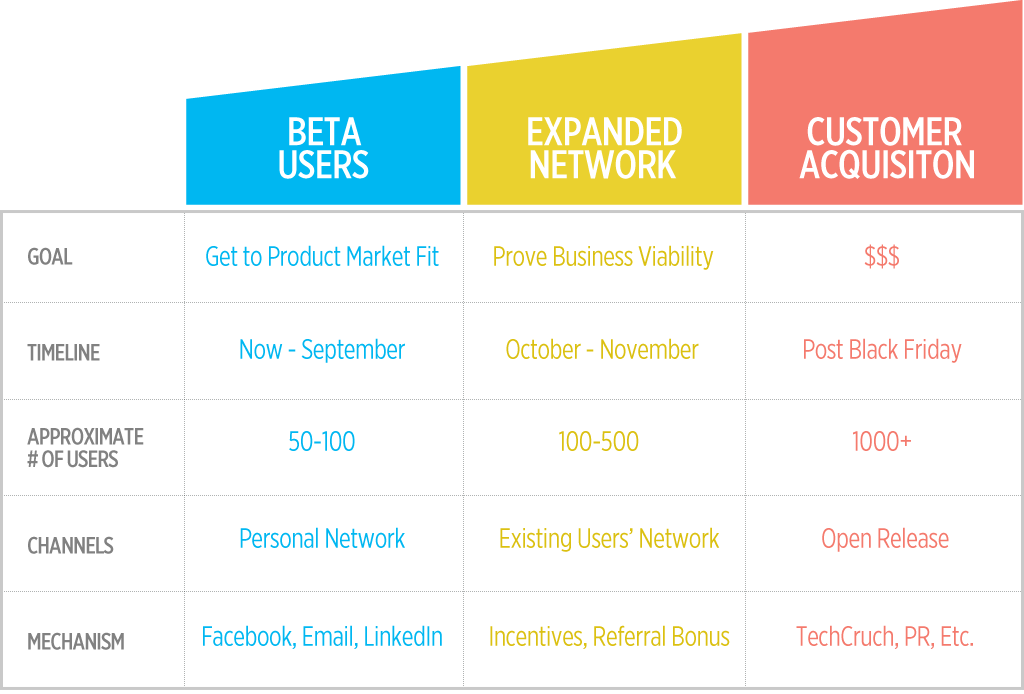 BETA
USERS
EXPANDED
NETWORK
CUSTOMER
ACQUISITON
GOAL
Get to Product Market Fit
Prove Business Viability
$$$
TIMELINE
Now - September
October - November
Post Black Friday
APPROXIMATE
# OF USERS
50-100
100-500
1000+
CHANNELS
Personal Network
Existing Users’ Network
Open Release
MECHANISM
Facebook, Email, LinkedIn
Incentives, Referral Bonus
TechCruch, PR, Etc.